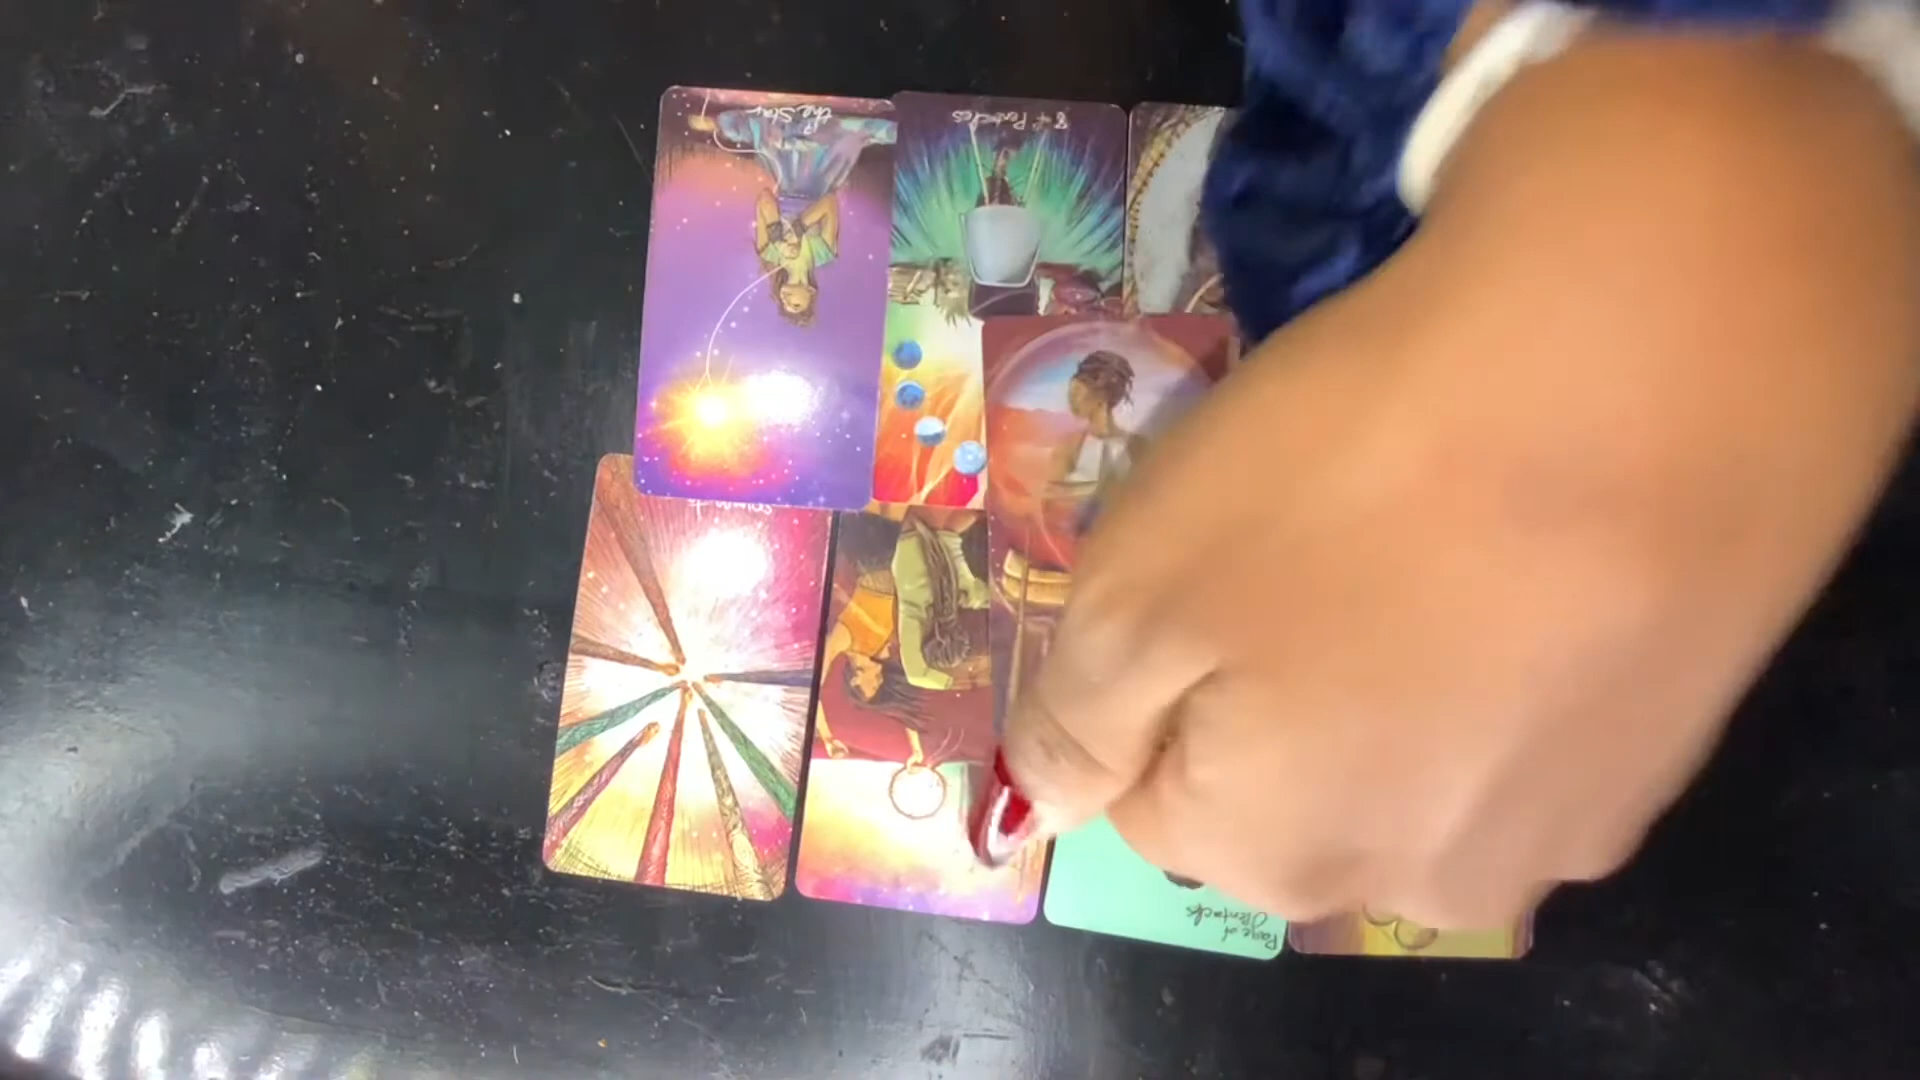 the Star
8 of Pentacles
Page of
Pentacles